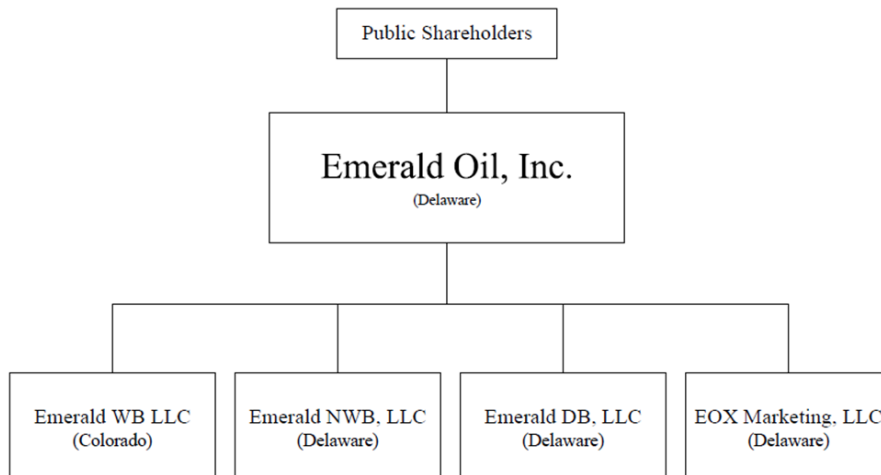 Public Shareholders
Emerald Oil, Inc.
(Delaware)
Emerald WB LLC
(Colorado)
Emerald NWB, LLC
(Delaware)
Emerald DB, LLC
(Delaware)
EOX Marketing, LLC
(Delaware)